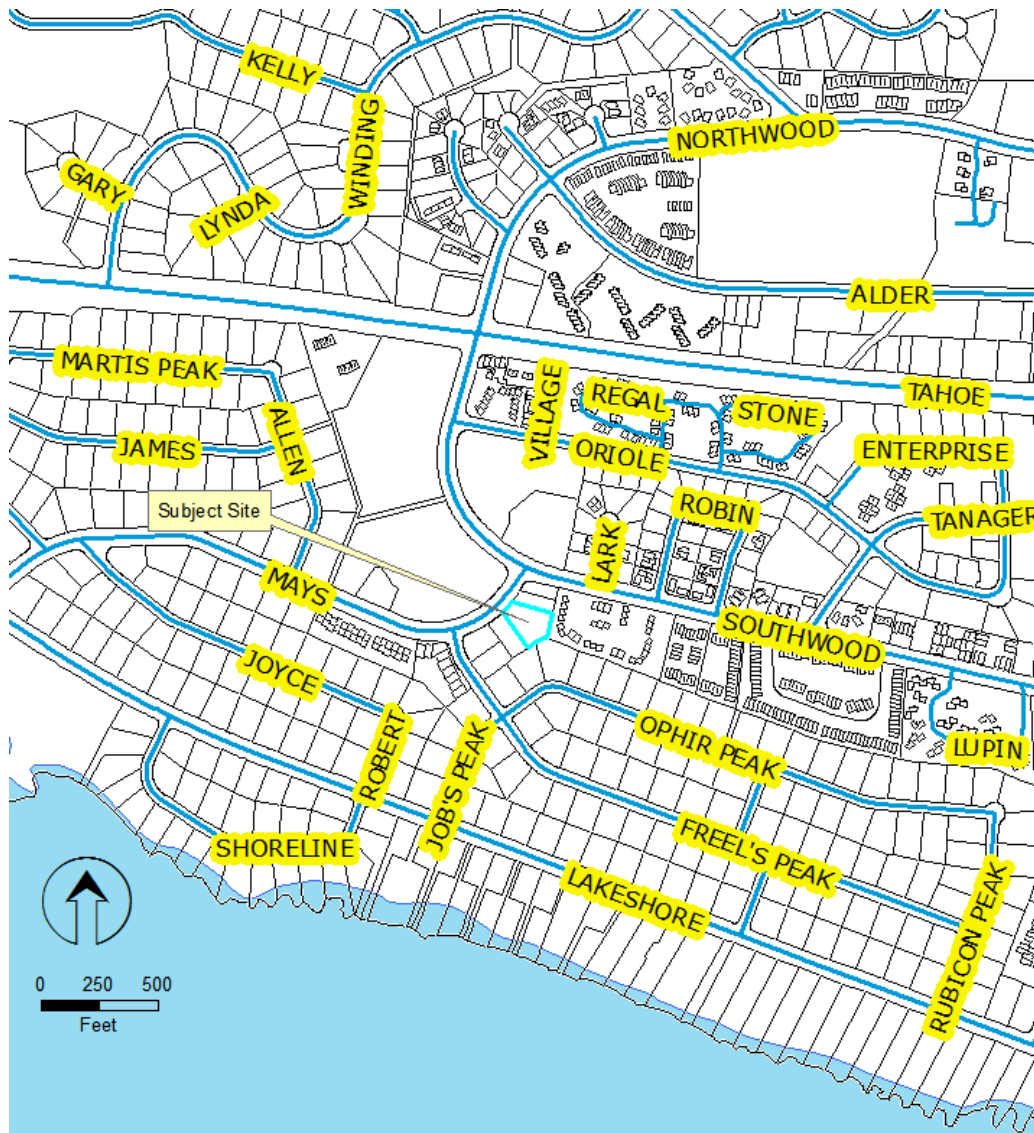 KELLY
WINDING
NORTHWOOD
GARY
LYNDA
ALDER
MARTIS PEAK
ALLEN
JAMES
VILLAGE
REGAL
STONE
TAHOE
ORIOLE
ENTERPRISE
Subject Site
ROBIN
TANAGER
LARK
MAYS
SOUTHWOOD
JOYCE
LUPIN
ROBERT
JOB'S PEAK
OPHIR PEAK
SHORELINE
FREEL'S PEAK
LAKESHORE
RUBICON PEAK
0 250 500
Feet